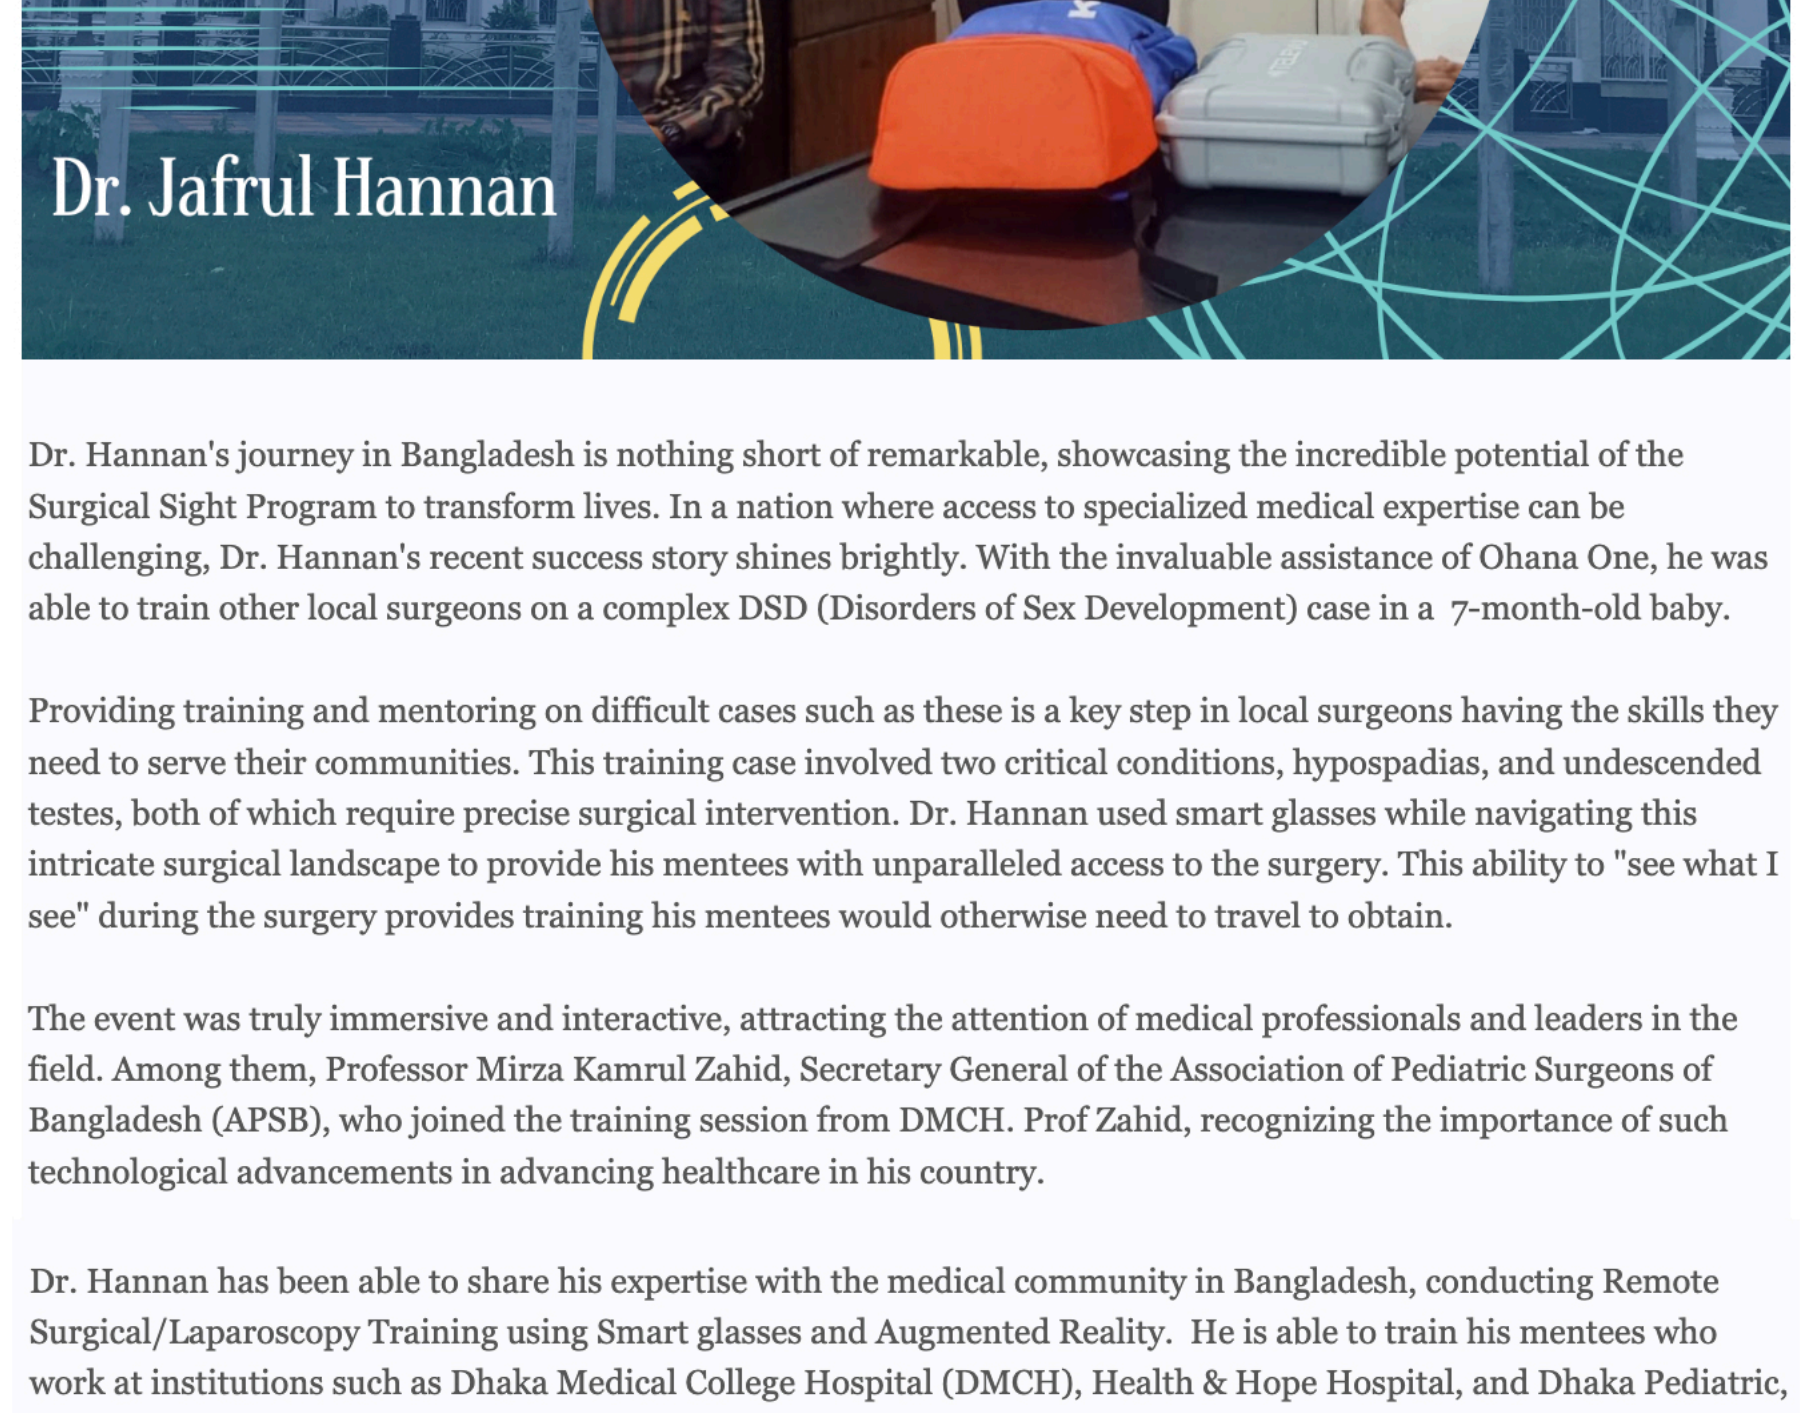 Dr. Jafrul Hannan
Dr. Hannan's journey in Bangladesh is nothing short of remarkable, showcasing the incredible potential of the
Surgical Sight Program to transform lives. In a nation where access to specialized medical expertise can be
challenging, Dr. Hannan's recent success story shines brightly. With the invaluable assistance of Ohana One, he was
able to train other local surgeons on a complex DSD (Disorders of Sex Development) case in a  7-month-old baby.
Providing training and mentoring on difficult cases such as these is a key step in local surgeons having the skills they
need to serve their communities. This training case involved two critical conditions, hypospadias, and undescended
testes, both of which require precise surgical intervention. Dr. Hannan used smart glasses while navigating this
intricate surgical landscape to provide his mentees with unparalleled access to the surgery. This ability to "see what I
see" during the surgery provides training his mentees would otherwise need to travel to obtain.
The event was truly immersive and interactive, attracting the attention of medical professionals and leaders in the
field. Among them, Professor Mirza Kamrul Zahid, Secretary General of the Association of Pediatric Surgeons of
Bangladesh (APSB), who joined the training session from DMCH. Prof Zahid, recognizing the importance of such
technological advancements in advancing healthcare in his country.
Dr. Hannan has been able to share his expertise with the medical community in Bangladesh, conducting Remote
Surgical/Laparoscopy Training using Smart glasses and Augmented Reality.  He is able to train his mentees who
work at institutions such as Dhaka Medical College Hospital (DMCH), Health & Hope Hospital, and Dhaka Pediatric,